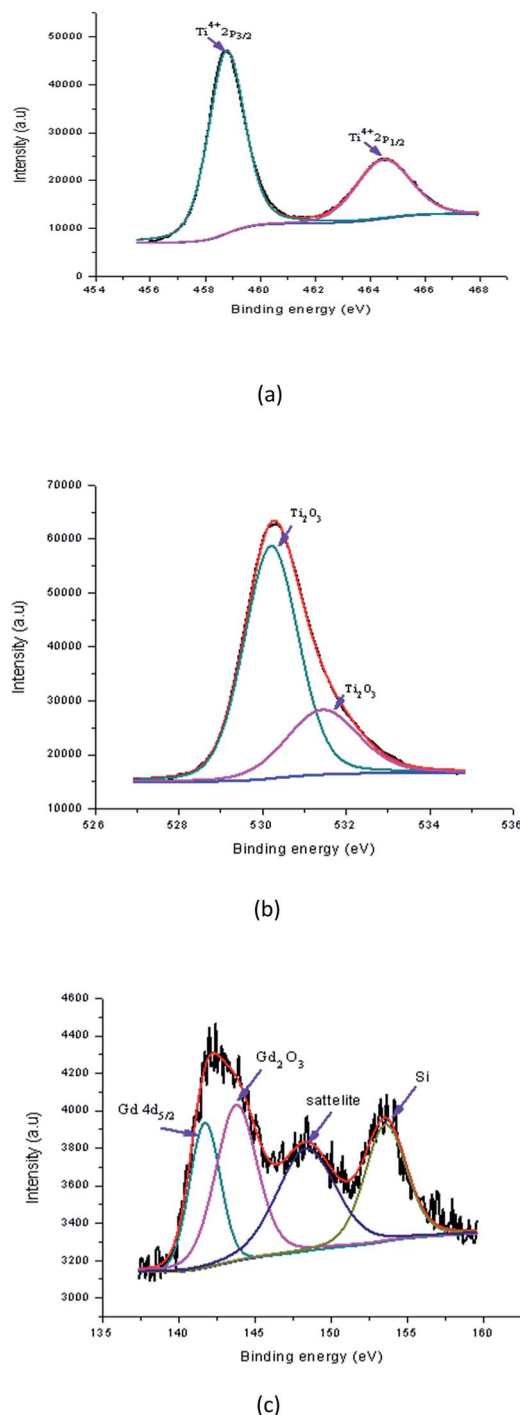 50000
40000
30000
20000
10000
0
Intensity (a.u)
Ti⁴⁺2p₃/₂
Ti⁴⁺2p₁/₂
454 456 458 460 462 464 466 468
Binding energy (eV)
(a)
70000
60000
50000
40000
30000
20000
10000
Intensity (a.u)
Ti₂O₃
Ti₂O₃
526 528 530 532 534 536
Binding energy (eV)
(b)
4600
4400
4200
4000
3800
3600
3400
3200
3000
Intensity (a.u)
Gd₂O₃
Gd 4d₅/₂
sattelite
Si
135 140 145 150 155 160
Binding energy (eV)
(c)